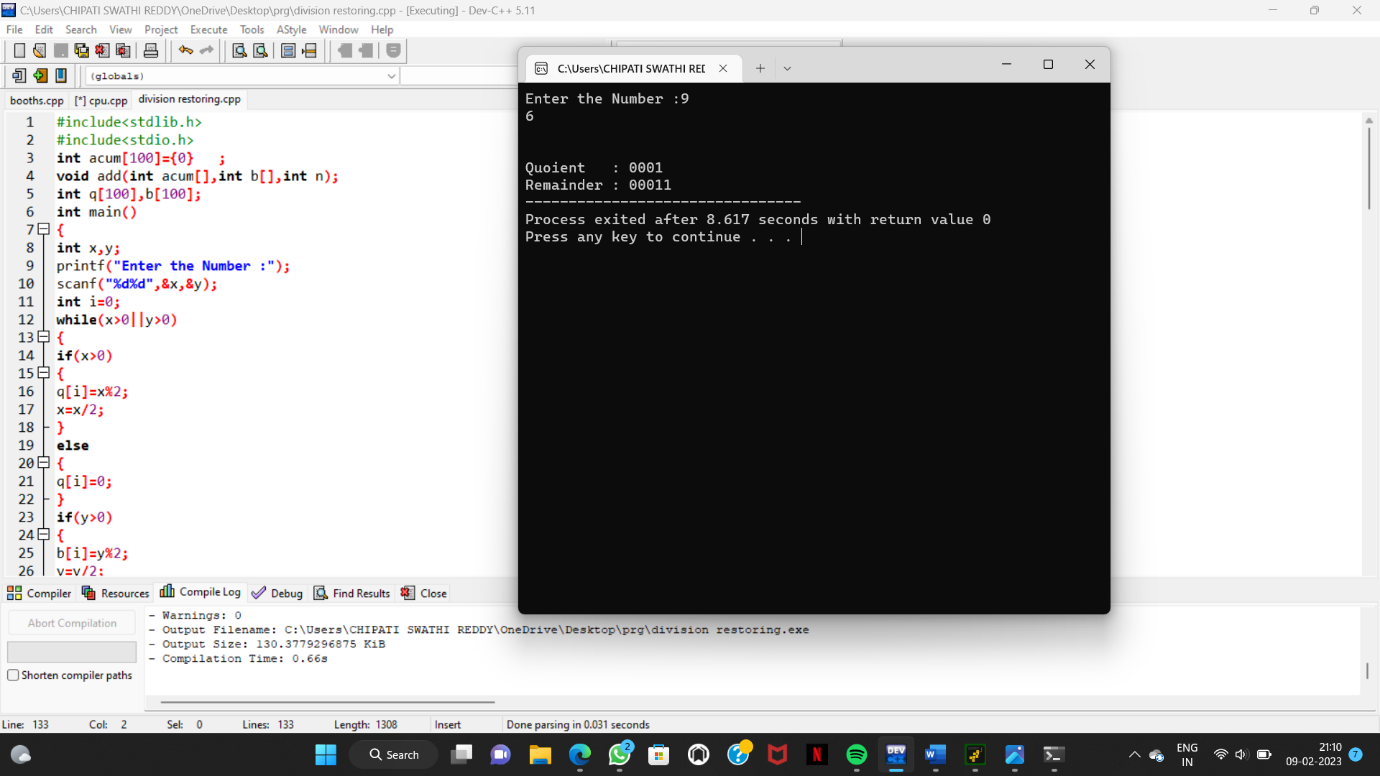 C:\Users\CHIPATI SWATHI REDDY\OneDrive\Desktop\prg\division restoring.cpp - [Executing] - Dev-C++ 5.11
File Edit Search View Project Execute Tools AStyle Window Help
(globals)
booths.cpp [*] cpu.cpp division restoring.cpp
1 #include<stdlib.h>
2 #include<stdio.h>
3 int acum[100]={0}   ;
4 void add(int acum[],int b[],int n);
5 int q[100],b[100];
6 int main()
7 {
8 int x,y;
9 printf("Enter the Number :");
10 scanf("%d%d",&x,&y);
11 int i=0;
12 while(x>0||y>0)
13 {
14 if(x>0)
15 {
16 q[i]=x%2;
17 x=x/2;
18 }
19 else
20 {
21 q[i]=0;
22 }
23 if(y>0)
24 {
25 b[i]=y%2;
26 y=y/2;
C:\Users\CHIPATI SWATHI REI
Enter the Number :9
6
Quoient   : 0001
Remainder : 00011
--------------------------------
Process exited after 8.617 seconds with return value 0
Press any key to continue . . .
Compiler Resources Compile Log Debug Find Results Close
Abort Compilation
Shorten compiler paths
- Warnings: 0
- Output Filename: C:\Users\CHIPATI SWATHI REDDY\OneDrive\Desktop\prg\division restoring.exe
- Output Size: 130.3779296875 KiB
- Compilation Time: 0.66s
Line: 133 Col: 2 Sel: 0 Lines: 133 Length: 1308 Insert Done parsing in 0.031 seconds
Search
2
DEV
W
N
ENG
IN
21:10
09-02-2023
7